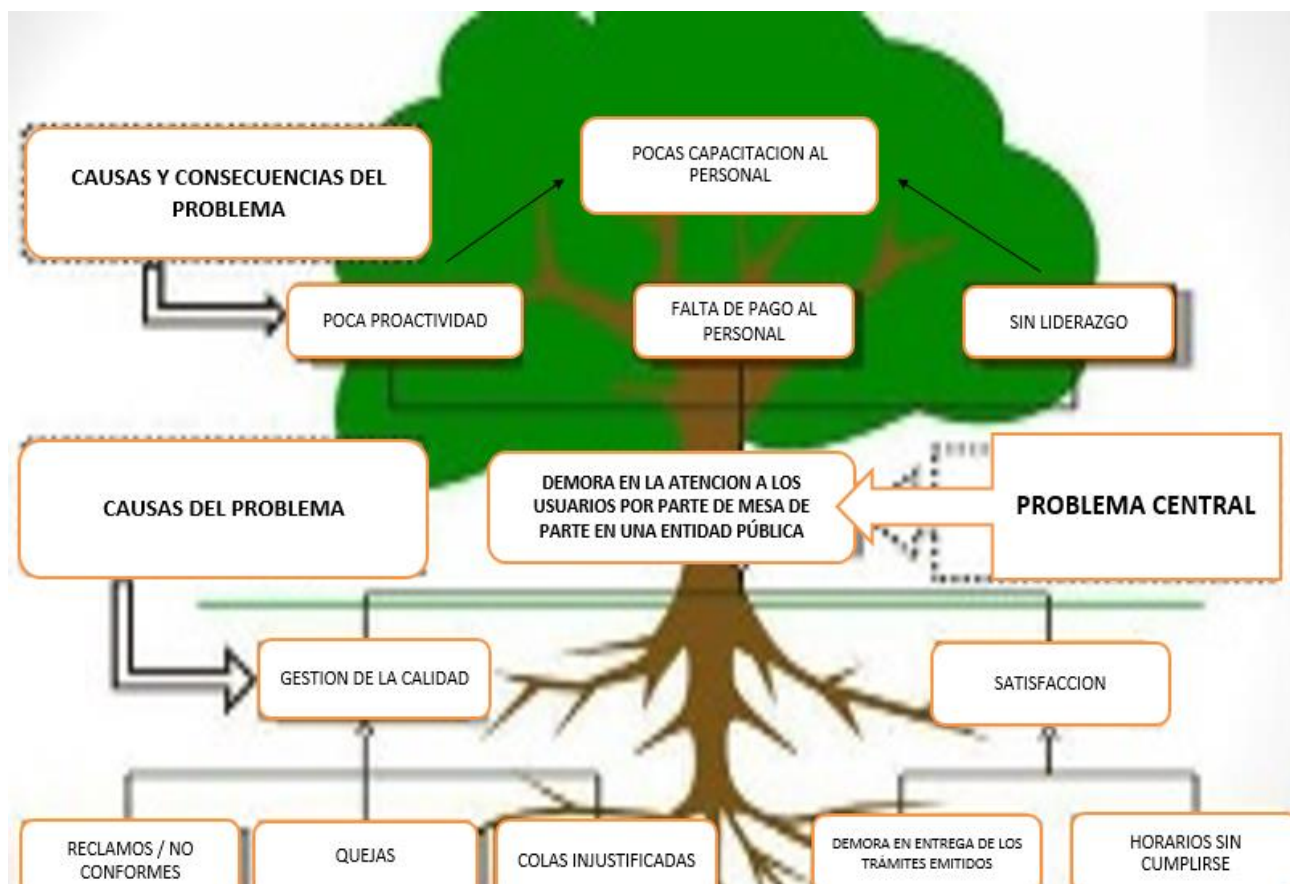 POCAS CAPACITACION AL
PERSONAL
CAUSAS Y CONSECUENCIAS DEL
PROBLEMA
POCA PROACTIVIDAD
FALTA DE PAGO AL
PERSONAL
SIN LIDERAZGO
CAUSAS DEL PROBLEMA
DEMORA EN LA ATENCION A LOS
USUARIOS POR PARTE DE MESA DE
PARTE EN UNA ENTIDAD PÚBLICA
PROBLEMA CENTRAL
GESTION DE LA CALIDAD
SATISFACCION
RECLAMOS / NO
CONFORMES
QUEJAS
COLAS INJUSTIFICADAS
DEMORA EN ENTREGA DE LOS
TRÁMITES EMITIDOS
HORARIOS SIN
CUMPLIRSE